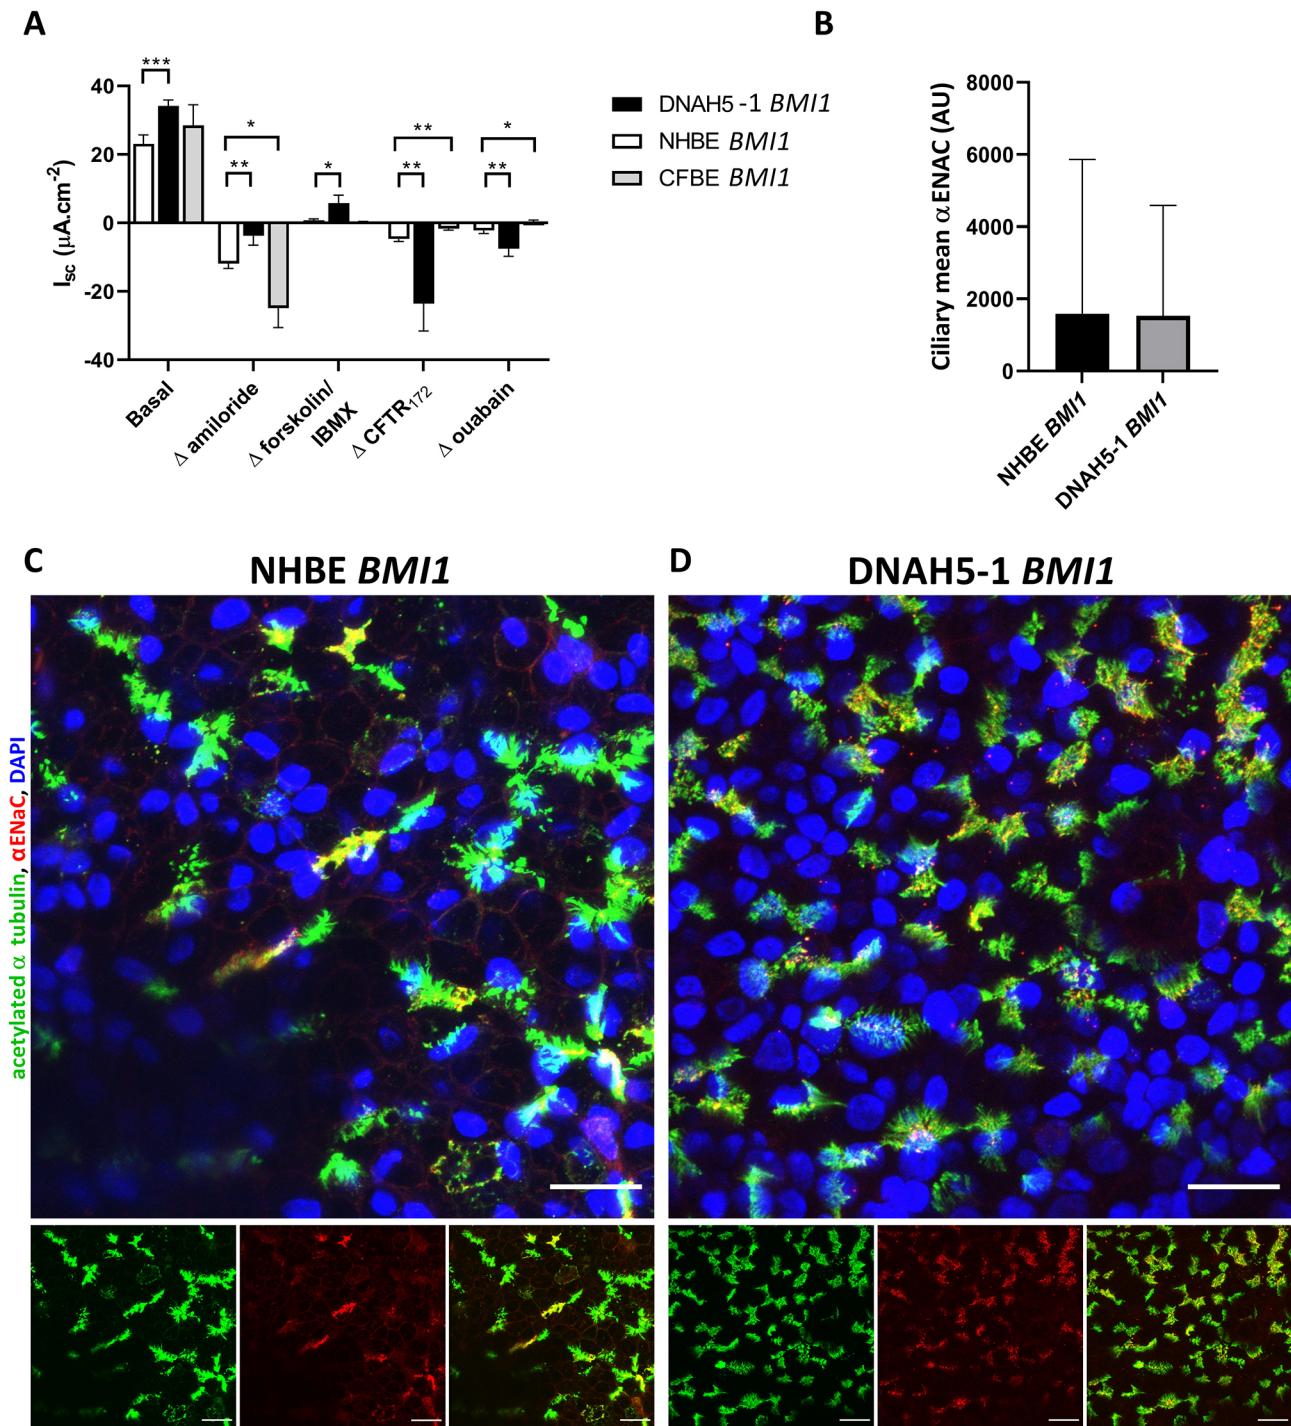 A
B
***
*
**
*
**
**
*
**
40
20
0
-20
-40
Isc (μA.cm-2)
Basal
Δ amiloride
Δ forskolin/
IBMX
Δ CFTR172
Δ ouabain
DNAH5-1 BMI1
NHBE BMI1
CFBE BMI1
8000
6000
4000
2000
0
Ciliary mean αENAC (AU)
NHBE BMI1
DNAH5-1 BMI1
C
NHBE BMI1
D
DNAH5-1 BMI1
acetylated α tubulin, αENaC, DAPI